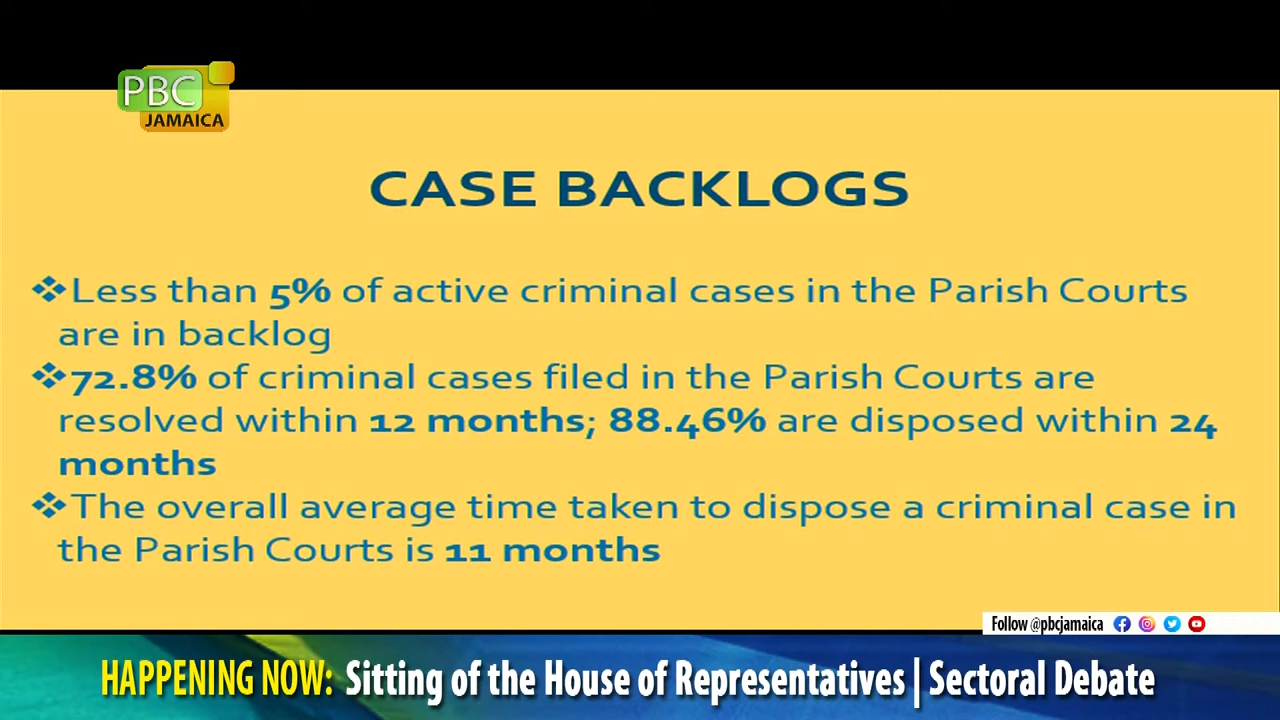 PBC
JAMAICA
CASE BACKLOGS
❖Less than 5% of active criminal cases in the Parish Courts
are in backlog
❖72.8% of criminal cases filed in the Parish Courts are
resolved within 12 months; 88.46% are disposed within 24
months
❖The overall average time taken to dispose a criminal case in
the Parish Courts is 11 months
Follow @pbcjamaica
HAPPENING NOW: Sitting of the House of Representatives | Sectoral Debate